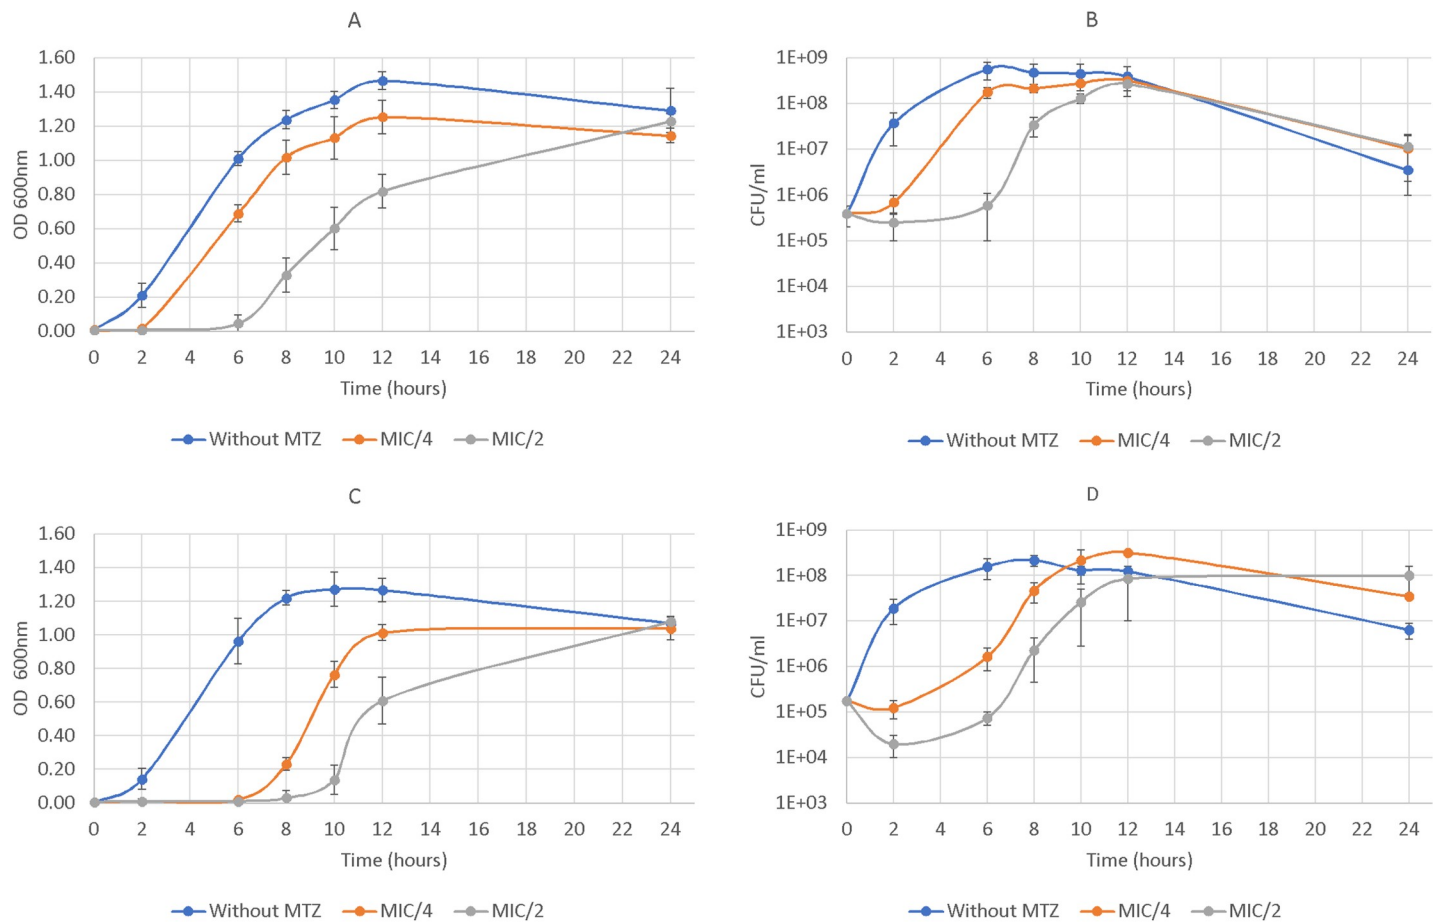 A
1.60
1.40
1.20
1.00
0.80
0.60
0.40
0.20
0.00
OD 600nm
0 2 4 6 8 10 12 14 16 18 20 22 24
Time (hours)
Without MTZ MIC/4 MIC/2
B
1E+09
1E+08
1E+07
1E+06
1E+05
1E+04
1E+03
CFU/ml
0 2 4 6 8 10 12 14 16 18 20 22 24
Time (hours)
Without MTZ MIC/4 MIC/2
C
1.60
1.40
1.20
1.00
0.80
0.60
0.40
0.20
0.00
OD 600nm
0 2 4 6 8 10 12 14 16 18 20 22 24
Time (hours)
Without MTZ MIC/4 MIC/2
D
1E+09
1E+08
1E+07
1E+06
1E+05
1E+04
1E+03
CFU/ml
0 2 4 6 8 10 12 14 16 18 20 22 24
Time (hours)
Without MTZ MIC/4 MIC/2